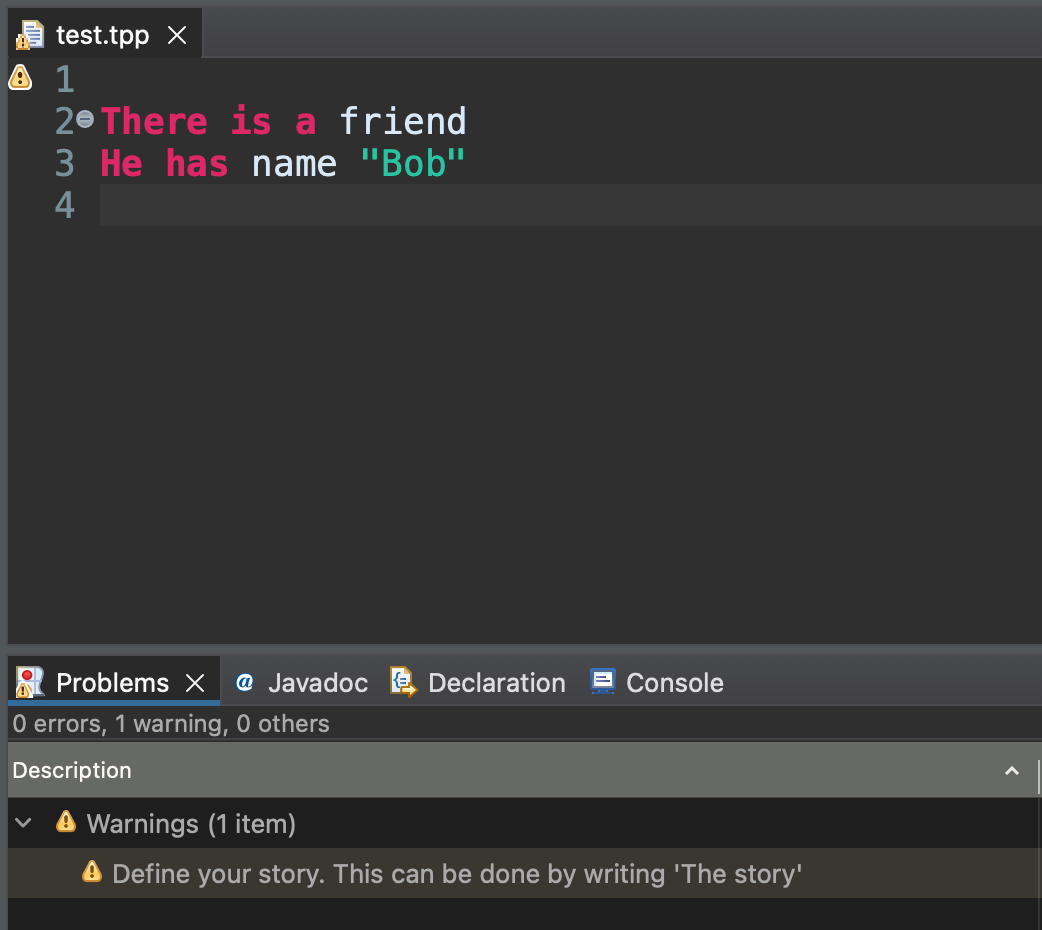 test.tpp
1
2 There is a friend
3 He has name "Bob"
4
Problems Javadoc Declaration Console
0 errors, 1 warning, 0 others
Description
Warnings (1 item)
Define your story. This can be done by writing 'The story'